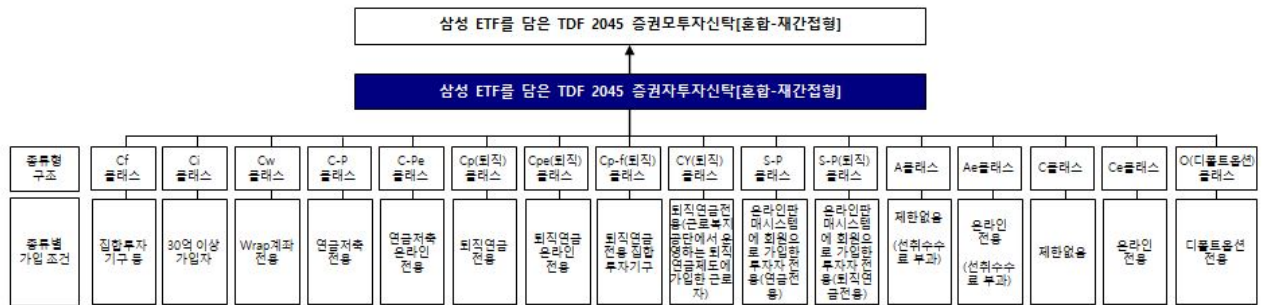 삼성 ETF를 담은 TDF 2045 증권모투자신탁[혼합-재간접형]
삼성 ETF를 담은 TDF 2045 증권자투자신탁[혼합-재간접형]
종류형
구조
Cf
클래스
Ci
클래스
Cw
클래스
C-P
클래스
C-Pe
클래스
Cp(퇴직)
클래스
Cpe(퇴직)
클래스
Cp-f(퇴직)
클래스
CY(퇴직)
클래스
S-P
클래스
S-P(퇴직)
클래스
A클래스
Ae클래스
C클래스
Ce클래스
O(디폴트옵션)
클래스
종류별
가입 조건
집합투자
기구 등
30억 이상
가입자
Wrap계좌
전용
연금저축
전용
연금저축
온라인
전용
퇴직연금
전용
퇴직연금
온라인
전용
퇴직연금
전용 집합
투자기구
퇴직연금전
용(근로복지
공단에서 운
영하는 퇴직
연금제도에
가입한 근로
자)
온라인판
매시스템
에 회원으
로 가입한
투자자 전
용(연금전
용)
온라인판
매시스템
에 회원으
로 가입한
투자자 전
용(퇴직연
금전용)
제한없음
(선취수수
료 부과)
온라인
전용
(선취수수
료 부과)
제한없음
온라인
전용
디폴트옵션
전용